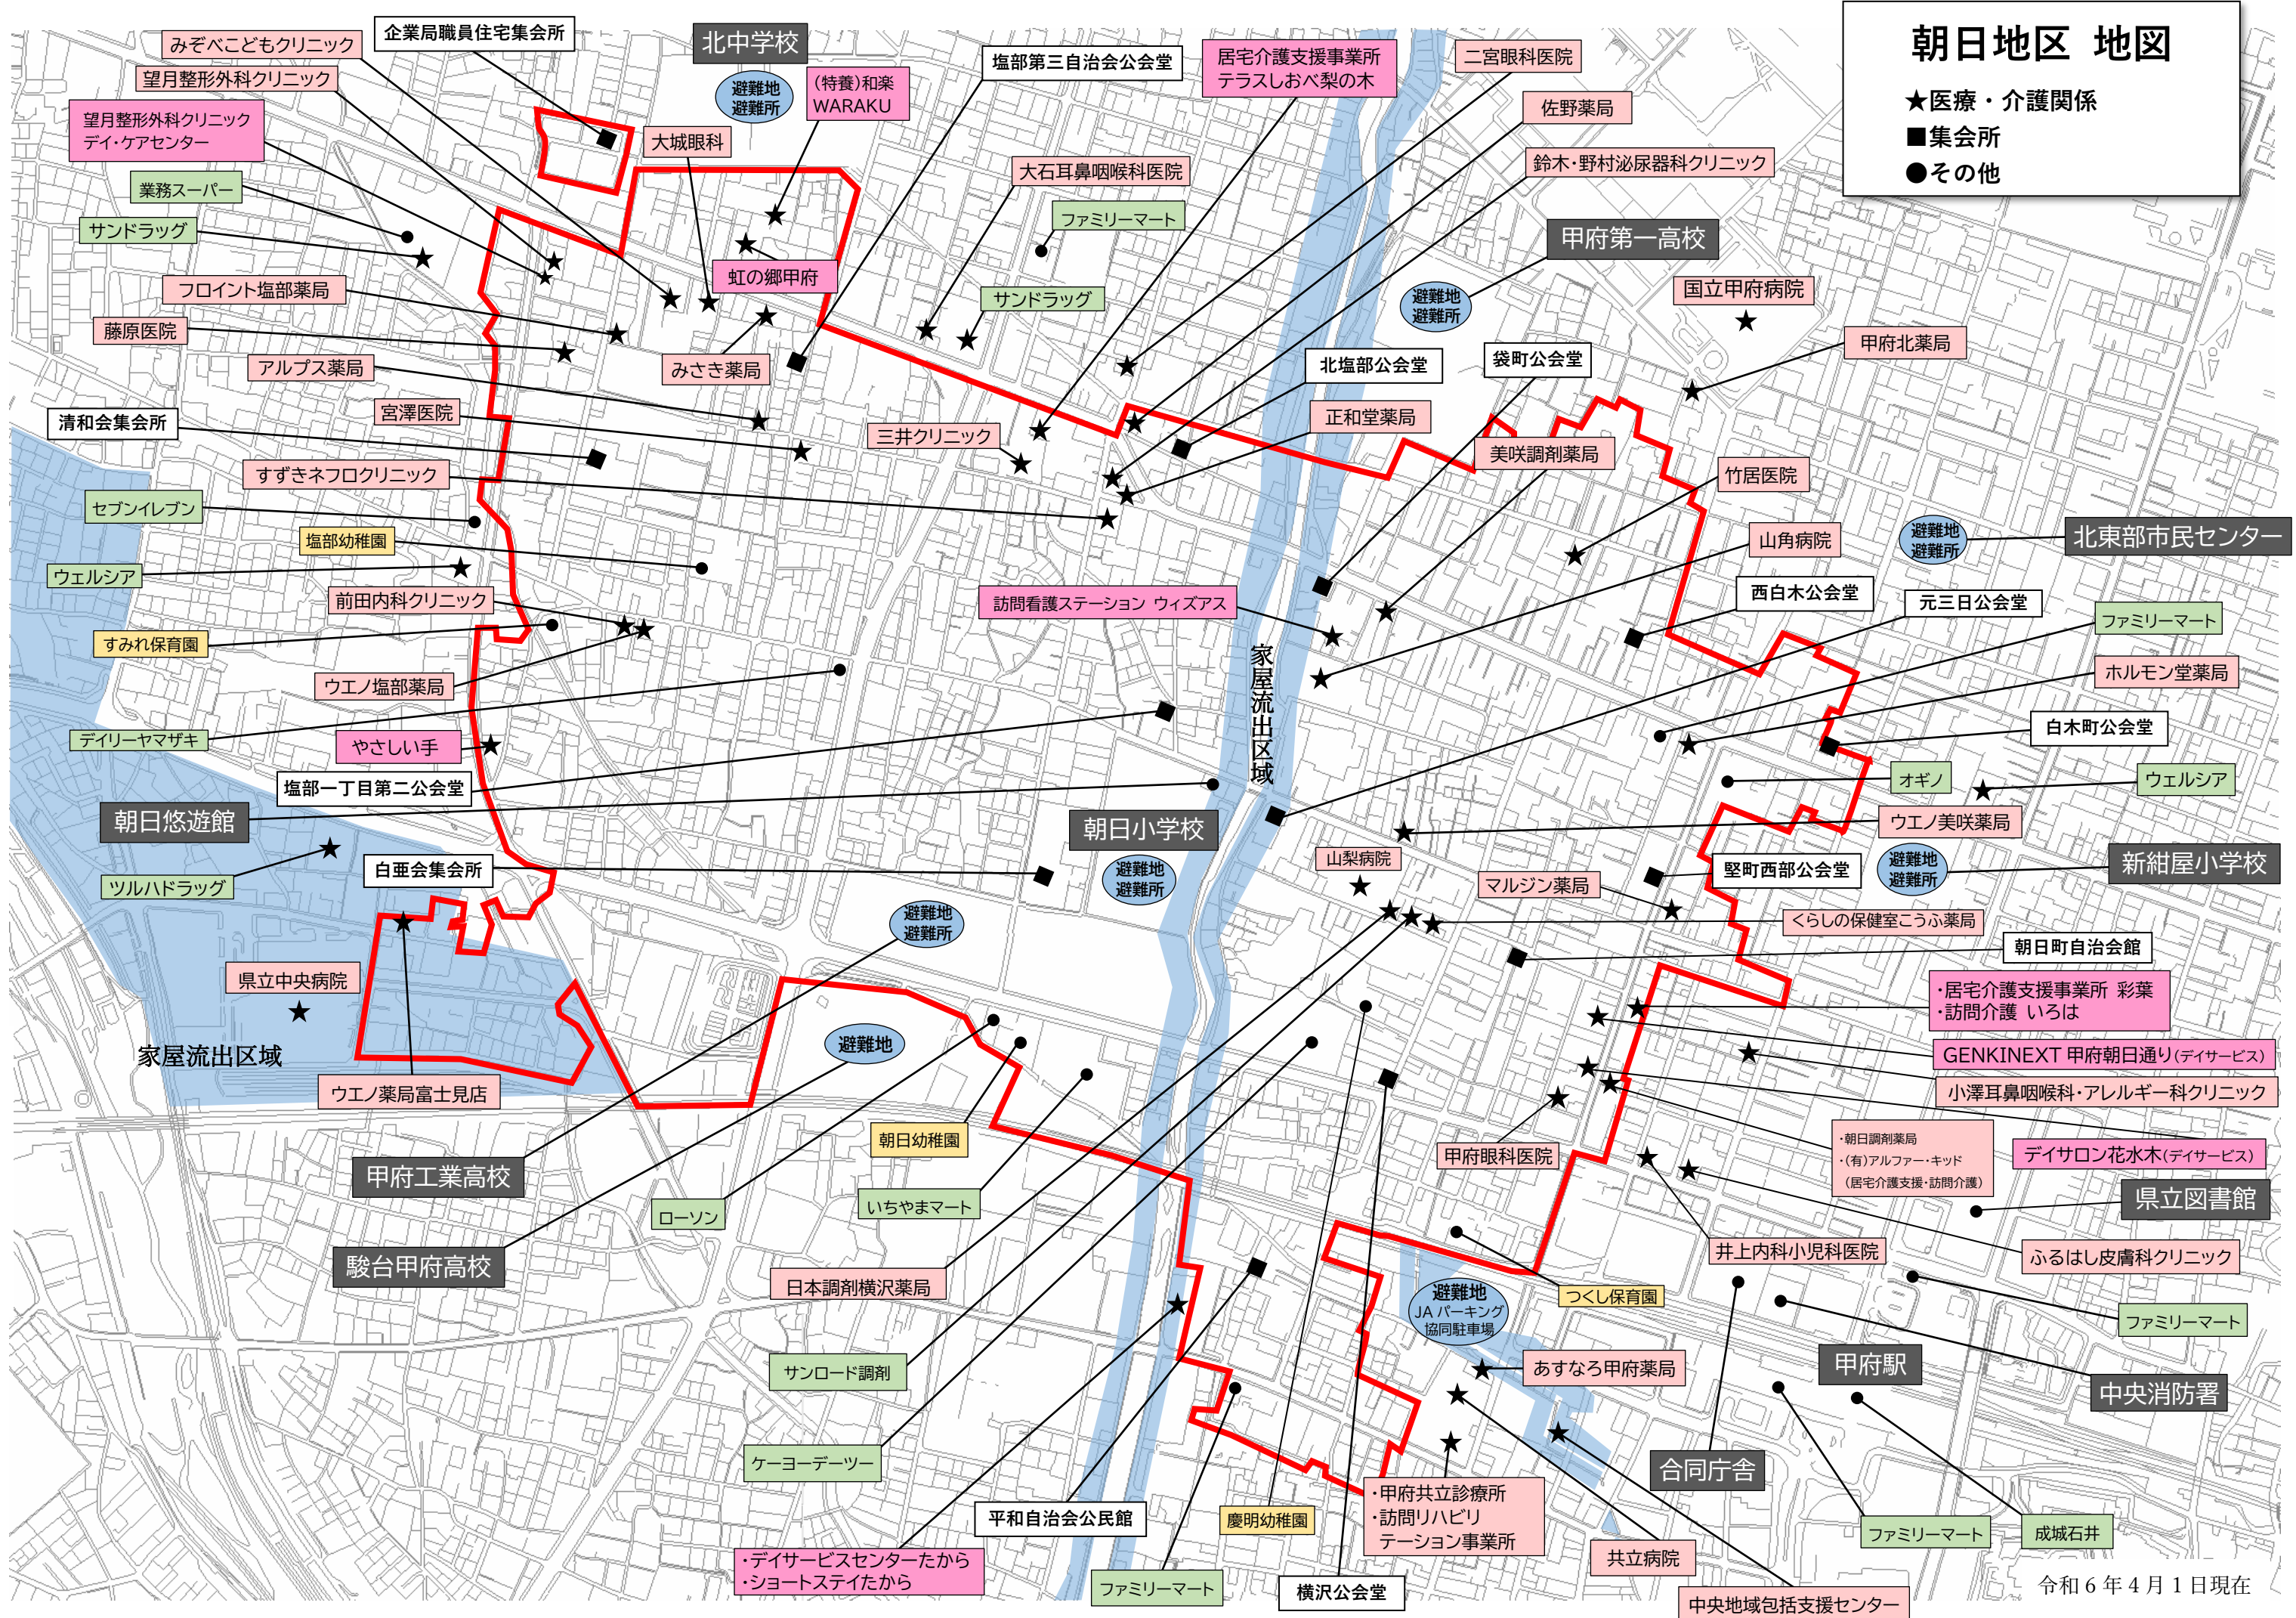 朝日地区 地図
★医療・介護関係
■集会所
●その他
みぞべこどもクリニック
企業局職員住宅集会所
北中学校
避難地
避難所
(特養)和楽
WARAKU
塩部第三自治会公会堂
居宅介護支援事業所
テラスしおべ梨の木
二宮眼科医院
望月整形外科クリニック
佐野薬局
望月整形外科クリニック
デイ・ケアセンター
大城眼科
大石耳鼻咽喉科医院
鈴木・野村泌尿器科クリニック
業務スーパー
ファミリーマート
サンドラッグ
甲府第一高校
避難地
避難所
虹の郷甲府
フロイント塩部薬局
サンドラッグ
国立甲府病院
藤原医院
甲府北薬局
アルプス薬局
みさき薬局
北塩部公会堂
袋町公会堂
宮澤医院
清和会集会所
三井クリニック
正和堂薬局
美咲調剤薬局
すずきネフロクリニック
竹居医院
セブンイレブン
塩部幼稚園
山角病院
避難地
避難所
北東部市民センター
ウェルシア
前田内科クリニック
訪問看護ステーション ウィズアス
西白木公会堂
元三日公会堂
ファミリーマート
すみれ保育園
家屋流出区域
ウエノ塩部薬局
ホルモン堂薬局
デイリーヤマザキ
やさしい手
白木町公会堂
塩部一丁目第二公会堂
オギノ
ウェルシア
朝日悠遊館
朝日小学校
避難地
避難所
ウエノ美咲薬局
山梨病院
白亜会集会所
ツルハドラッグ
マルジン薬局
竪町西部公会堂
避難地
避難所
新紺屋小学校
避難地
避難所
くらしの保健室こうふ薬局
朝日町自治会館
県立中央病院
・居宅介護支援事業所 彩葉
・訪問介護 いろは
家屋流出区域
避難地
GENKINEXT 甲府朝日通り(デイサービス)
ウエノ薬局富士見店
小澤耳鼻咽喉科・アレルギー科クリニック
朝日幼稚園
・朝日調剤薬局
・(有)アルファー・キッド
(居宅介護支援・訪問介護)
甲府眼科医院
デイサロン花水木(デイサービス)
甲府工業高校
いちやまマート
県立図書館
ローソン
駿台甲府高校
井上内科小児科医院
ふるはし皮膚科クリニック
日本調剤横沢薬局
避難地
JAパーキング
協同駐車場
つくし保育園
ファミリーマート
サンロード調剤
あすなろ甲府薬局
甲府駅
中央消防署
ケーヨーデーツー
合同庁舎
平和自治会公民館
慶明幼稚園
・甲府共立診療所
・訪問リハビリ
テーション事業所
ファミリーマート
成城石井
・デイサービスセンターたから
・ショートステイたから
共立病院
ファミリーマート
横沢公会堂
中央地域包括支援センター
令和6年4月1日現在